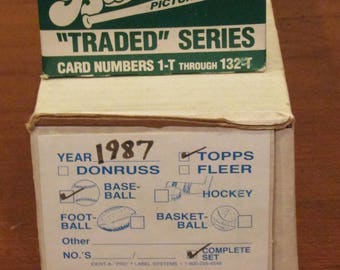 PICTU
"TRADED" SERIES
CARD NUMBERS 1-T THROUGH 132-T
YEAR 1987 ✓ TOPPS
DONRUSS FLEER
✓ BASE-
BALL HOCKEY
FOOT-
BALL BASKET-
BALL
Other
NO.'S / ✓ COMPLETE
SET